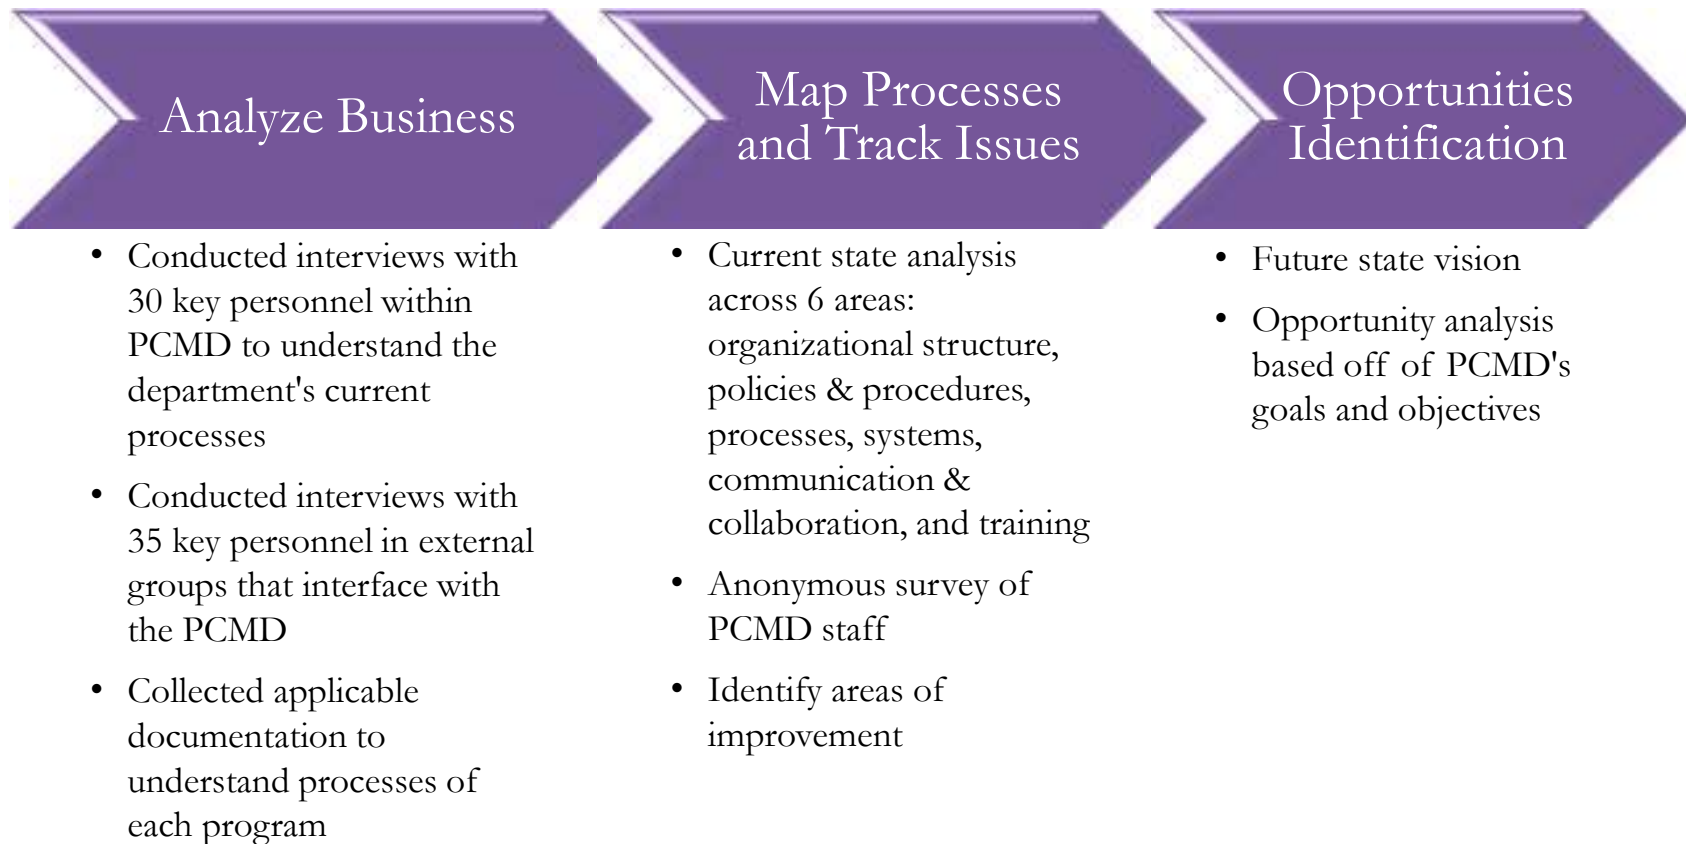 Analyze Business
• Conducted interviews with
30 key personnel within
PCMD to understand the
department's current
processes
• Conducted interviews with
35 key personnel in external
groups that interface with
the PCMD
• Collected applicable
documentation to
understand processes of
each program
Map Processes
and Track Issues
• Current state analysis
across 6 areas:
organizational structure,
policies & procedures,
processes, systems,
communication &
collaboration, and training
• Anonymous survey of
PCMD staff
• Identify areas of
improvement
Opportunities
Identification
• Future state vision
• Opportunity analysis
based off of PCMD's
goals and objectives